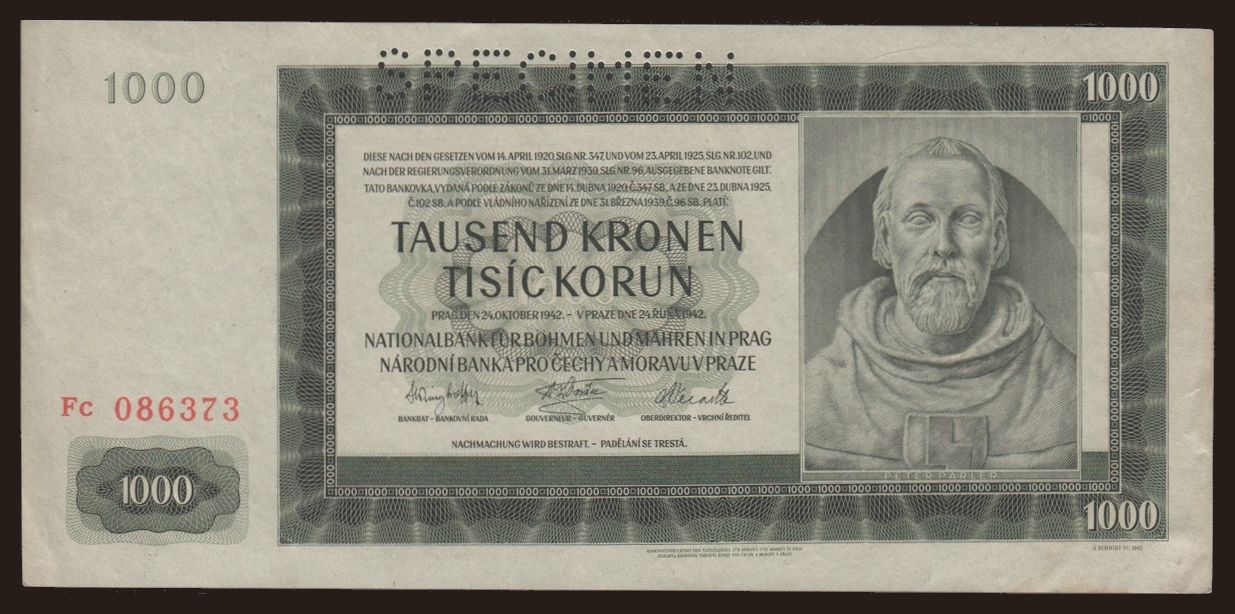 SPECIMEN
1000
1000
DIESE NACH DEN GESETZEN VOM 14. APRIL 1920, SLG. NR. 347, UND VOM 23. APRIL 1925, SLG. NR. 102, UND
NACH DER REGIERUNGSVERORDNUNG VOM 31. MÄRZ 1939, SLG. NR. 96, AUSGEGEBENE BANKNOTE GILT:
TATO BANKOVKA, VYDANÁ PODLE ZÁKONŮ ZE DNE 14. DUBNA 1920, Č. 347 SB., A ZE DNE 23. DUBNA 1925,
Č. 102 SB. A PODLE VLÁDNÍHO NAŘÍZENÍ ZE DNE 31. BŘEZNA 1939, Č. 96 SB., PLATÍ:
TAUSEND KRONEN
TISÍC KORUN
PRAG, DEN 24. OKTOBER 1942. – V PRAZE DNE 24. ŘÍJNA 1942.
NATIONALBANK FÜR BÖHMEN UND MÄHREN IN PRAG
NÁRODNÍ BANKA PRO ČECHY A MORAVU V PRAZE
BANKRAT – BANKOVNÍ RADA
GOUVERNEUR – GUVERNÉR
OBERDIREKTOR – VRCHNÍ ŘEDITEL
NACHMACHUNG WIRD BESTRAFT. – PADĚLÁNÍ SE TRESTÁ.
Fc 086373
1000
PETER PARLER
1000
J. SCHMIDT SC. 1942.